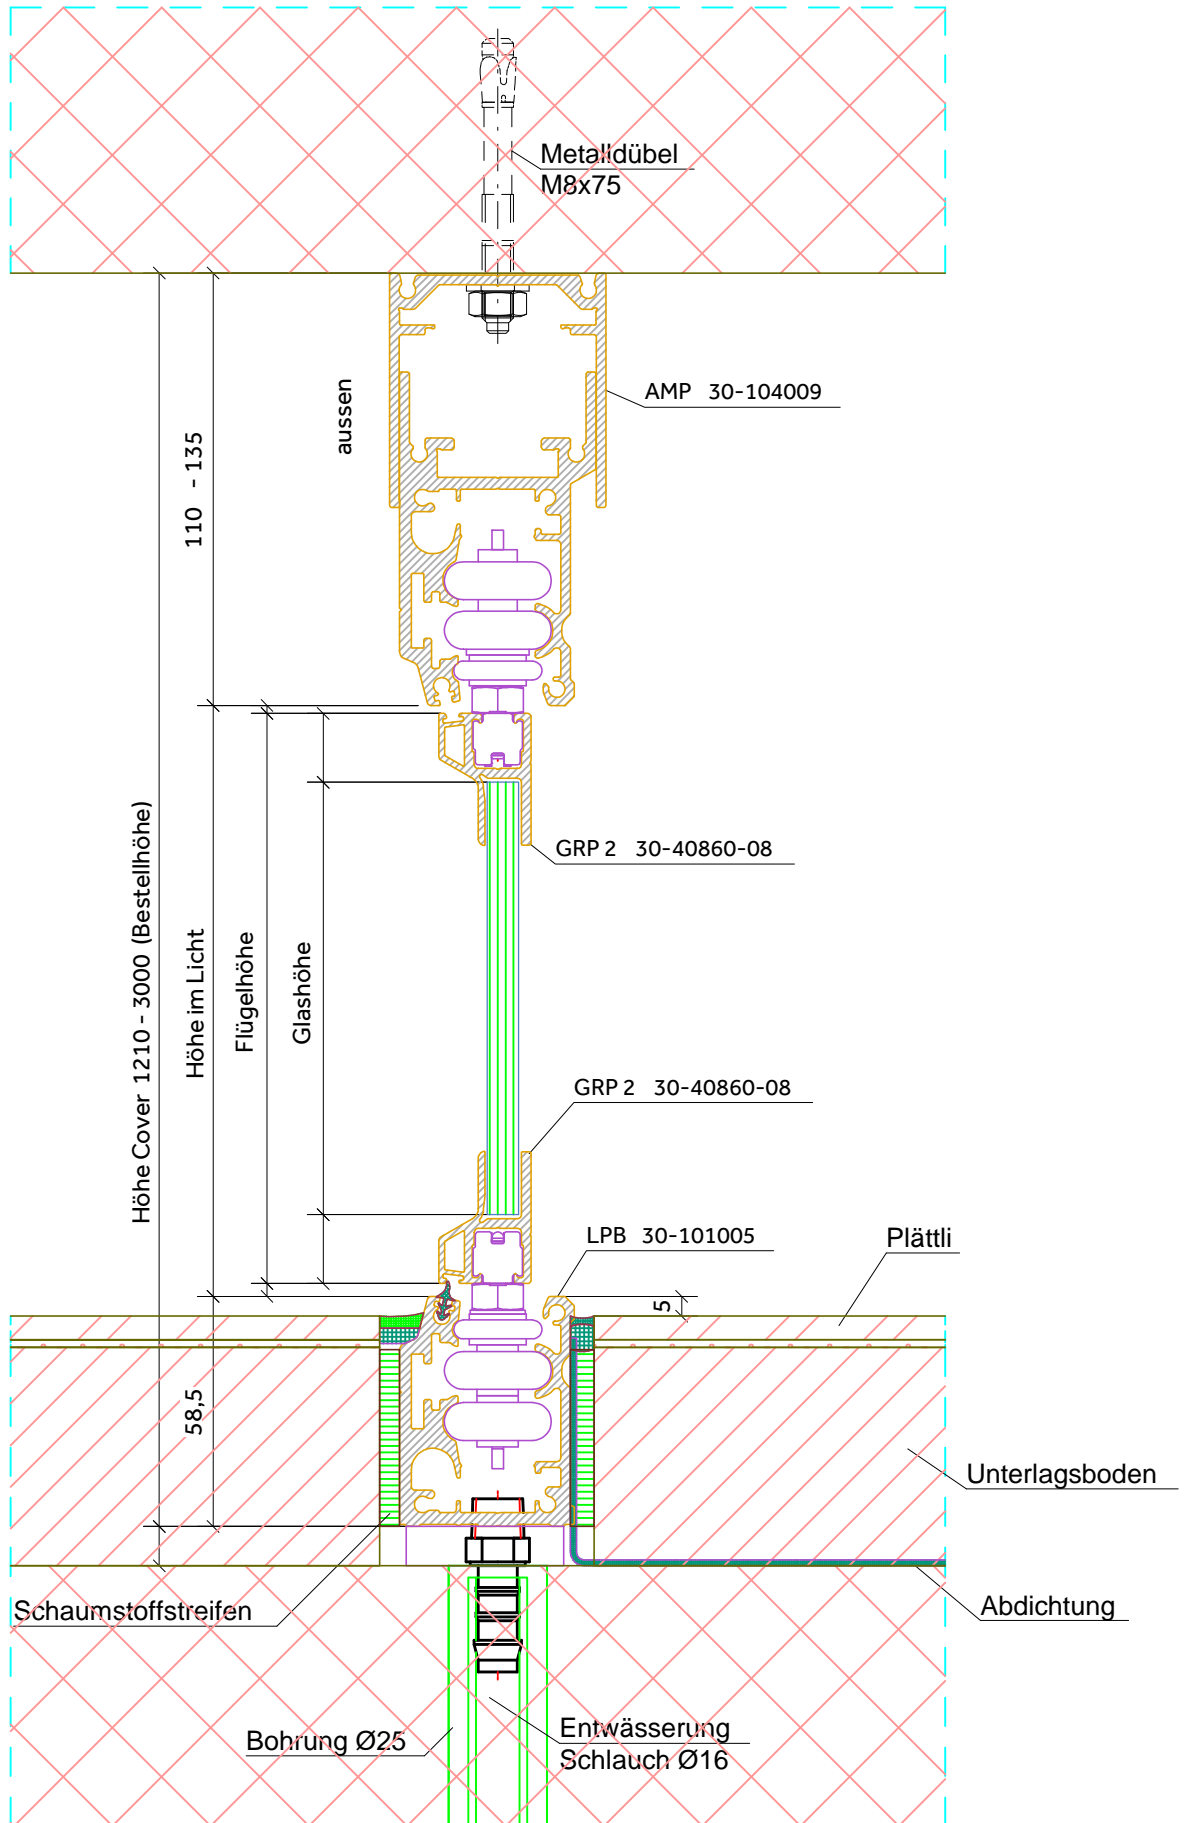 Metalldübel
M8x75
AMP 30-104009
aussen
110 - 135
GRP 2 30-40860-08
Höhe Cover 1210 - 3000 (Bestellhöhe)
Höhe im Licht
Flügelhöhe
Glashöhe
GRP 2 30-40860-08
LPB 30-101005
Plättli
5
58,5
Unterlagsboden
Schaumstoffstreifen
Abdichtung
Bohrung Ø25
Entwässerung
Schlauch Ø16